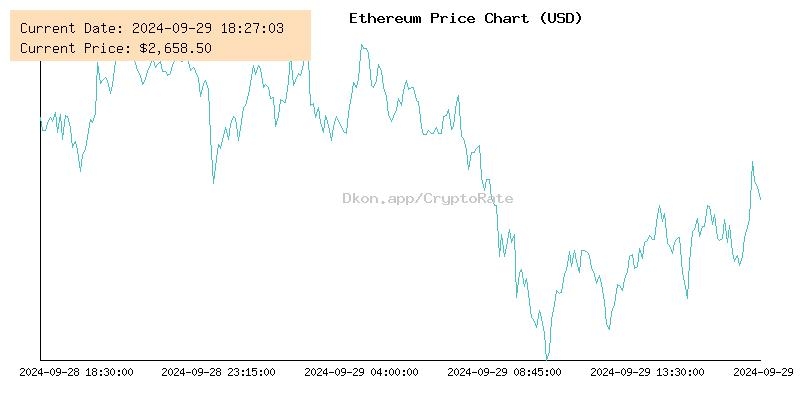 Ethereum Price Chart (USD)
Current Date: 2024-09-29 18:27:03
Current Price: $2,658.50
Dkon.app/CryptoRate
2024-09-28 18:30:00 2024-09-28 23:15:00 2024-09-29 04:00:00 2024-09-29 08:45:00 2024-09-29 13:30:00 2024-09-29